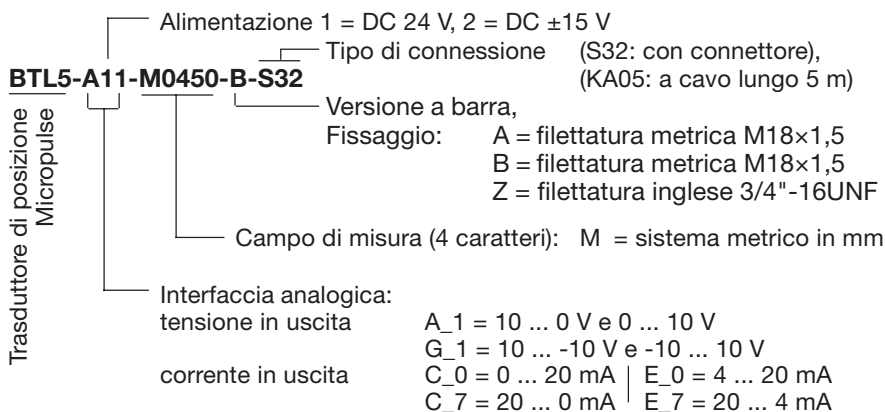 Alimentazione 1 = DC 24 V, 2 = DC ±15 V
Tipo di connessione (S32: con connettore),
(KA05: a cavo lungo 5 m)
BTL5-A11-M0450-B-S32
Versione a barra,
Fissaggio: A = filettatura metrica M18×1,5
B = filettatura metrica M18×1,5
Z = filettatura inglese 3/4"-16UNF
Trasduttore di posizione
Micropulse
Campo di misura (4 caratteri): M = sistema metrico in mm
Interfaccia analogica:
tensione in uscita A_1 = 10 ... 0 V e 0 ... 10 V
G_1 = 10 ... -10 V e -10 ... 10 V
corrente in uscita C_0 = 0 ... 20 mA E_0 = 4 ... 20 mA
C_7 = 20 ... 0 mA E_7 = 20 ... 4 mA